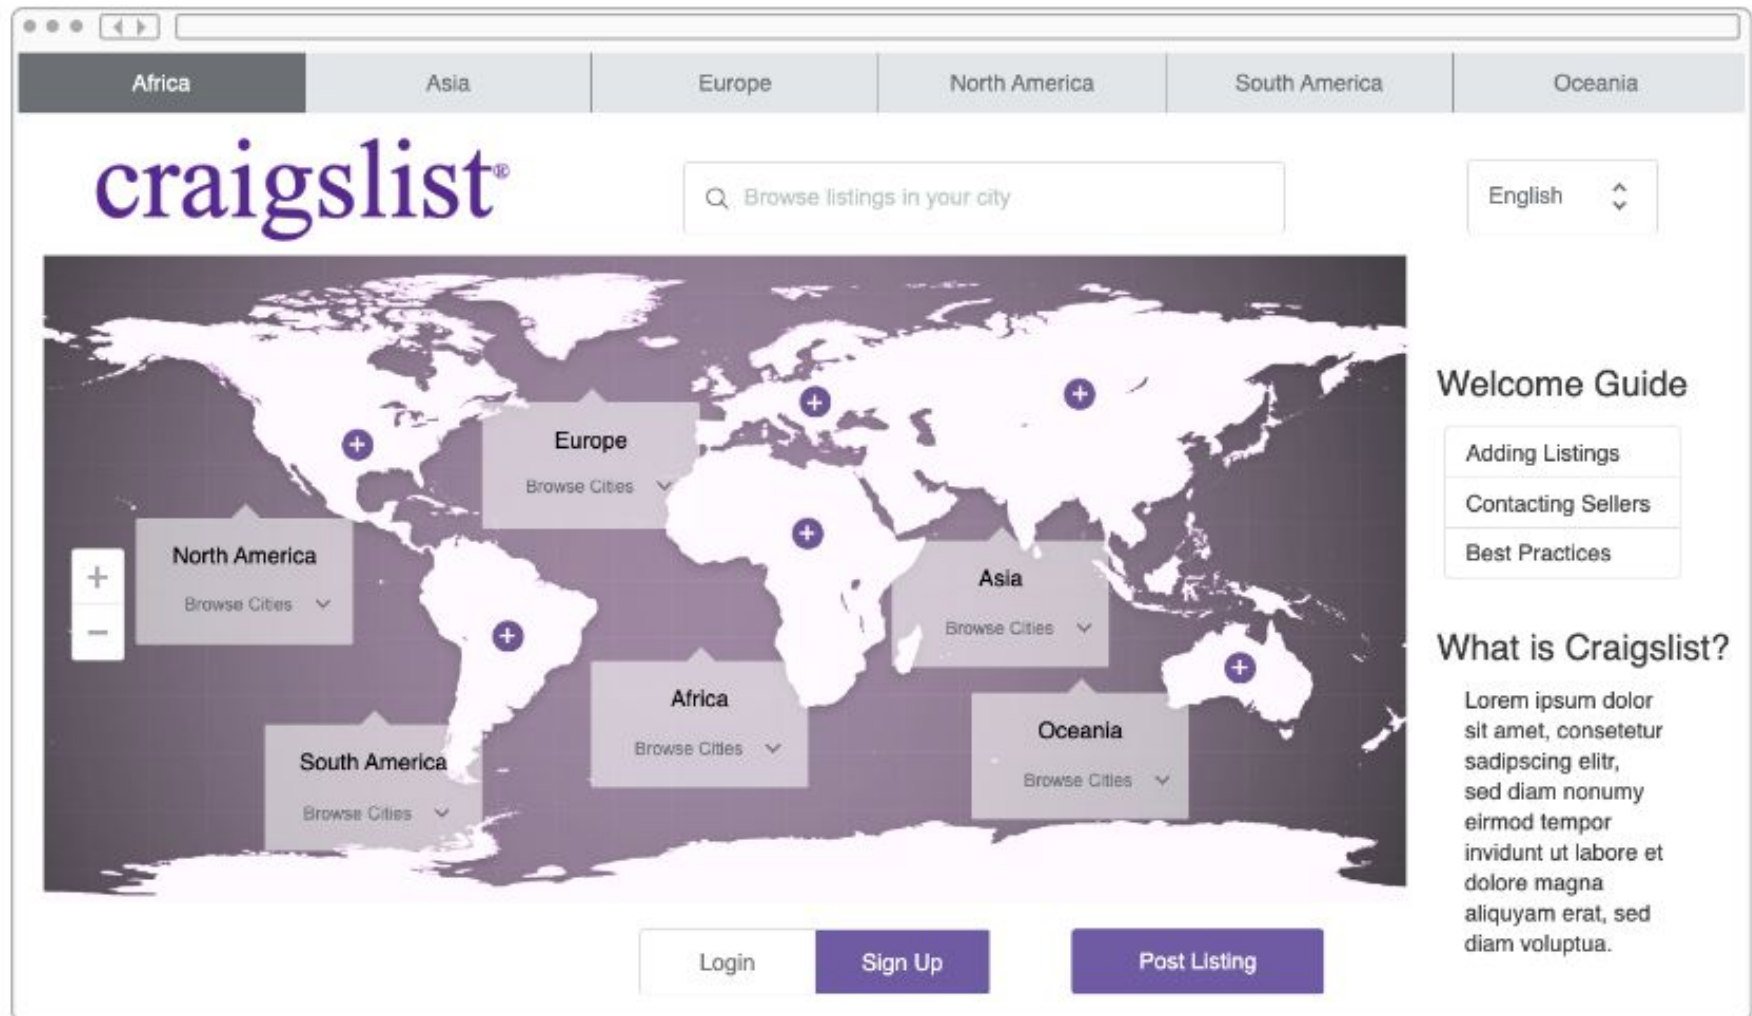 Africa
Asia
Europe
North America
South America
Oceania
craigslist®
Browse listings in your city
English
Europe
Browse Cities
North America
Browse Cities
Asia
Browse Cities
Africa
Browse Cities
Oceania
Browse Cities
South America
Browse Cities
Welcome Guide
Adding Listings
Contacting Sellers
Best Practices
What is Craigslist?
Lorem ipsum dolor
sit amet, consetetur
sadipscing elitr,
sed diam nonumy
eirmod tempor
invidunt ut labore et
dolore magna
aliquyam erat, sed
diam voluptua.
Login
Sign Up
Post Listing